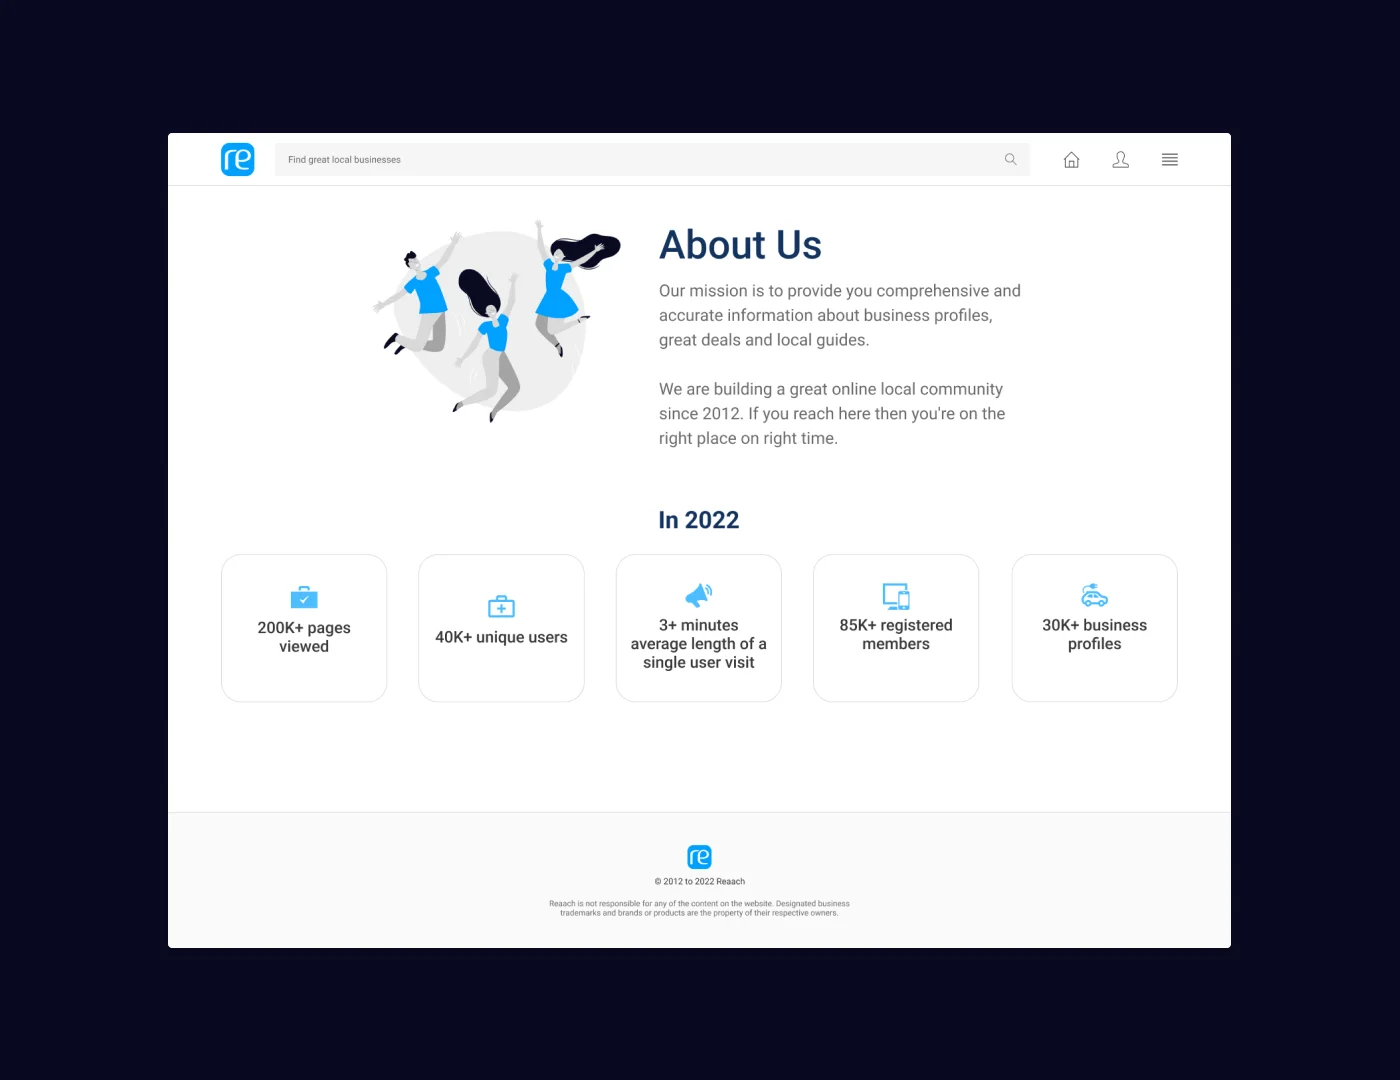 re
Find great local businesses
About Us
Our mission is to provide you comprehensive and
accurate information about business profiles,
great deals and local guides.
We are building a great online local community
since 2012. If you reach here then you're on the
right place on right time.
In 2022
200K+ pages
viewed
40K+ unique users
3+ minutes
average length of a
single user visit
85K+ registered
members
30K+ business
profiles
re
© 2012 to 2022 Reaach
Reaach is not responsible for any of the content on the website. Designated business
trademarks and brands or products are the property of their respective owners.